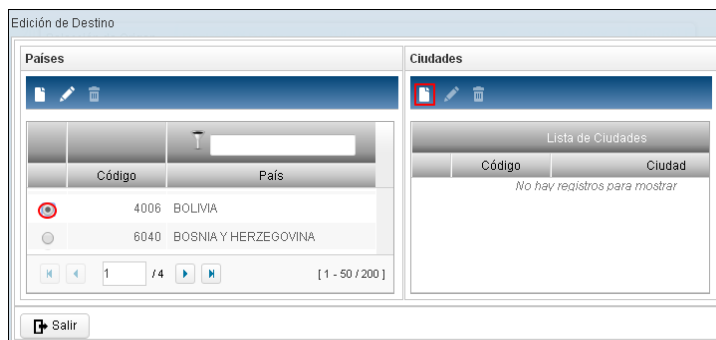 Edición de Destino
Países
Ciudades
Lista de Ciudades
Código País
Código Ciudad
No hay registros para mostrar
4006 BOLIVIA
6040 BOSNIA Y HERZEGOVINA
1 / 4 [ 1 - 50 / 200 ]
Salir